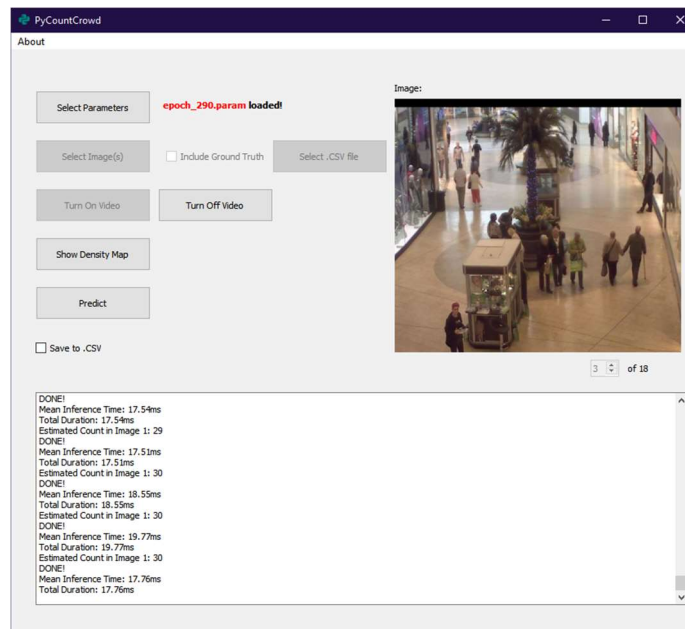 PyCountCrowd
About
Image:
Select Parameters
epoch_290.param loaded!
Select Image(s)
Include Ground Truth
Select .CSV file
Turn On Video
Turn Off Video
Show Density Map
Predict
Save to .CSV
3 of 18
DONE!
Mean Inference Time: 17.54ms
Total Duration: 17.54ms
Estimated Count in Image 1: 29
DONE!
Mean Inference Time: 17.51ms
Total Duration: 17.51ms
Estimated Count in Image 1: 30
DONE!
Mean Inference Time: 18.55ms
Total Duration: 18.55ms
Estimated Count in Image 1: 30
DONE!
Mean Inference Time: 19.77ms
Total Duration: 19.77ms
Estimated Count in Image 1: 30
DONE!
Mean Inference Time: 17.76ms
Total Duration: 17.76ms